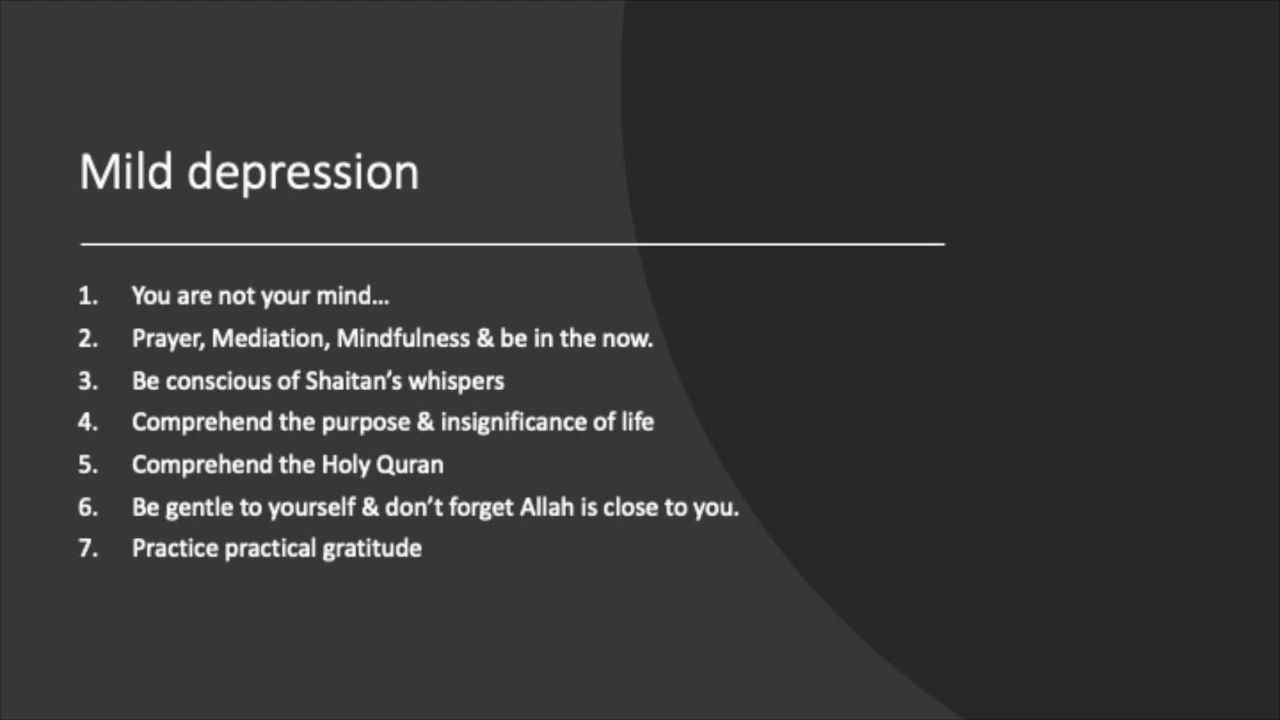 Mild depression
1. You are not your mind...
2. Prayer, Mediation, Mindfulness & be in the now.
3. Be conscious of Shaitan's whispers
4. Comprehend the purpose & insignificance of life
5. Comprehend the Holy Quran
6. Be gentle to yourself & don't forget Allah is close to you.
7. Practice practical gratitude